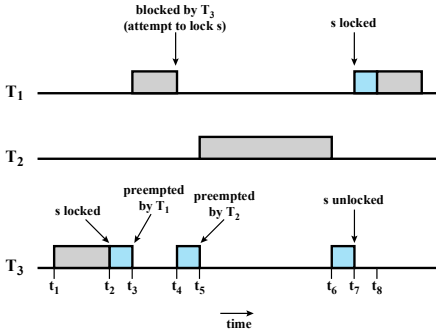 blocked by T3
(attempt to lock s)
s locked
T1
T2
s locked
preempted
by T1
preempted
by T2
s unlocked
T3
t1 t2 t3 t4 t5 t6 t7 t8
time